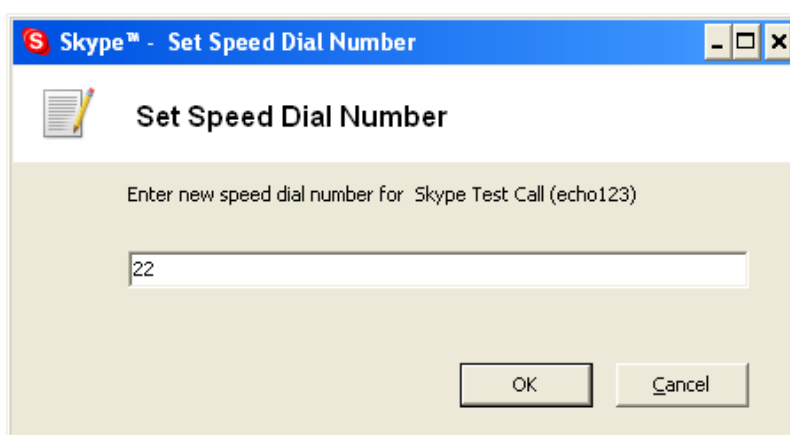 S Skype™ - Set Speed Dial Number
Set Speed Dial Number
Enter new speed dial number for Skype Test Call (echo123)
22
OK Cancel